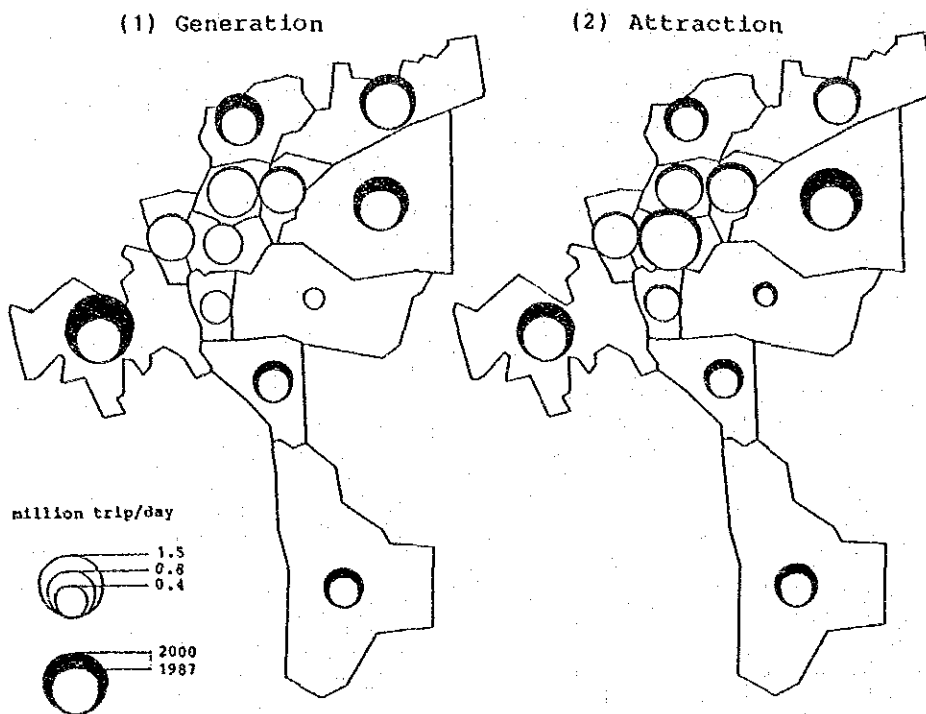 (1) Generation
(2) Attraction
million trip/day
1.5
0.8
0.4
2000
1987